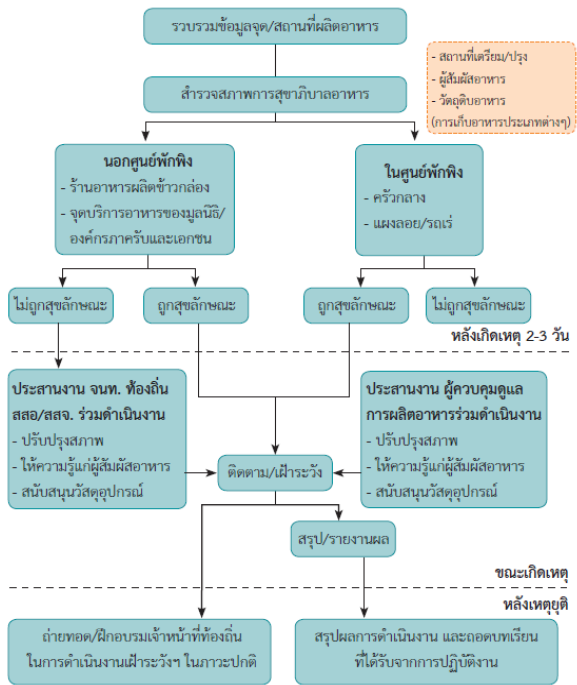 รวบรวมข้อมูลจุด/สถานที่ผลิตอาหาร
สำรวจสภาพการสุขาภิบาลอาหาร
- สถานที่เตรียม/ปรุง
- ผู้สัมผัสอาหาร
- วัตถุดิบอาหาร
(การเก็บอาหารประเภทต่างๆ)
นอกศูนย์พักพิง
- ร้านอาหารผลิตข้าวกล่อง
- จุดบริการอาหารของมูลนิธิ/
องค์กรภาครับและเอกชน
ในศูนย์พักพิง
- ครัวกลาง
- แผงลอย/รถเร่
ไม่ถูกสุขลักษณะ
ถูกสุขลักษณะ
ถูกสุขลักษณะ
ไม่ถูกสุขลักษณะ
หลังเกิดเหตุ 2-3 วัน
ประสานงาน จนท. ท้องถิ่น
สสอ/สสจ. ร่วมดำเนินงาน
- ปรับปรุงสภาพ
- ให้ความรู้แก่ผู้สัมผัสอาหาร
- สนับสนุนวัสดุอุปกรณ์
ติดตาม/เฝ้าระวัง
ประสานงาน ผู้ควบคุมดูแล
การผลิตอาหารร่วมดำเนินงาน
- ปรับปรุงสภาพ
- ให้ความรู้แก่ผู้สัมผัสอาหาร
- สนับสนุนวัสดุอุปกรณ์
สรุป/รายงานผล
ขณะเกิดเหตุ
หลังเหตุยุติ
ถ่ายทอด/ฝึกอบรมเจ้าหน้าที่ท้องถิ่น
ในการดำเนินงานเฝ้าระวังฯ ในภาวะปกติ
สรุปผลการดำเนินงาน และถอดบทเรียน
ที่ได้รับจากการปฏิบัติงาน